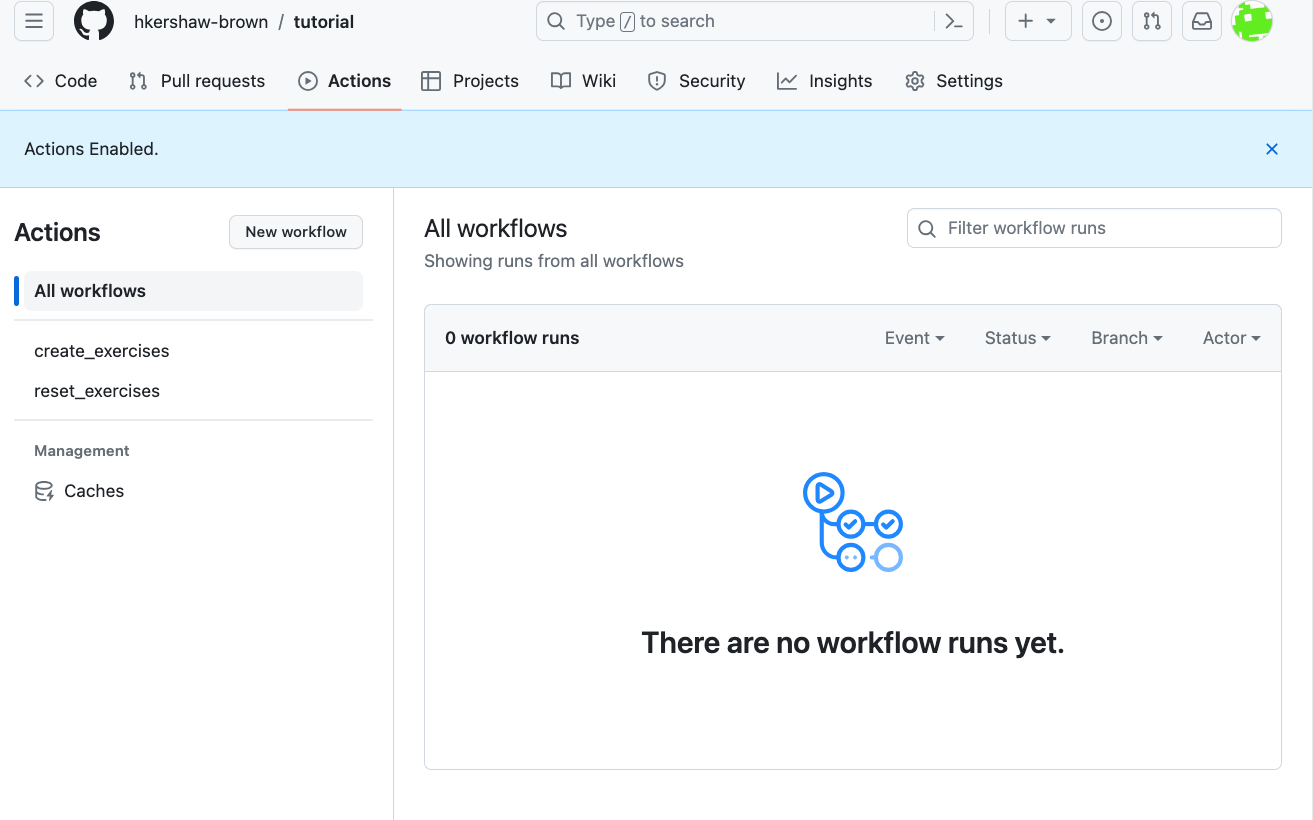 hkershaw-brown / tutorial
Type / to search
Code Pull requests Actions Projects Wiki Security Insights Settings
Actions Enabled.
Actions
New workflow
All workflows
create_exercises
reset_exercises
Management
Caches
All workflows
Showing runs from all workflows
Filter workflow runs
0 workflow runs Event Status Branch Actor
There are no workflow runs yet.